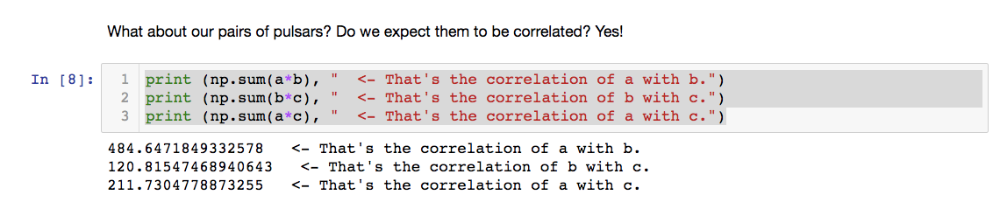 What about our pairs of pulsars? Do we expect them to be correlated? Yes!
In [8]:
1 print (np.sum(a*b), "  <- That's the correlation of a with b.")
2 print (np.sum(b*c), "  <- That's the correlation of b with c.")
3 print (np.sum(a*c), "  <- That's the correlation of a with c.")
484.6471849332578   <- That's the correlation of a with b.
120.81547468940643   <- That's the correlation of b with c.
211.7304778873255   <- That's the correlation of a with c.